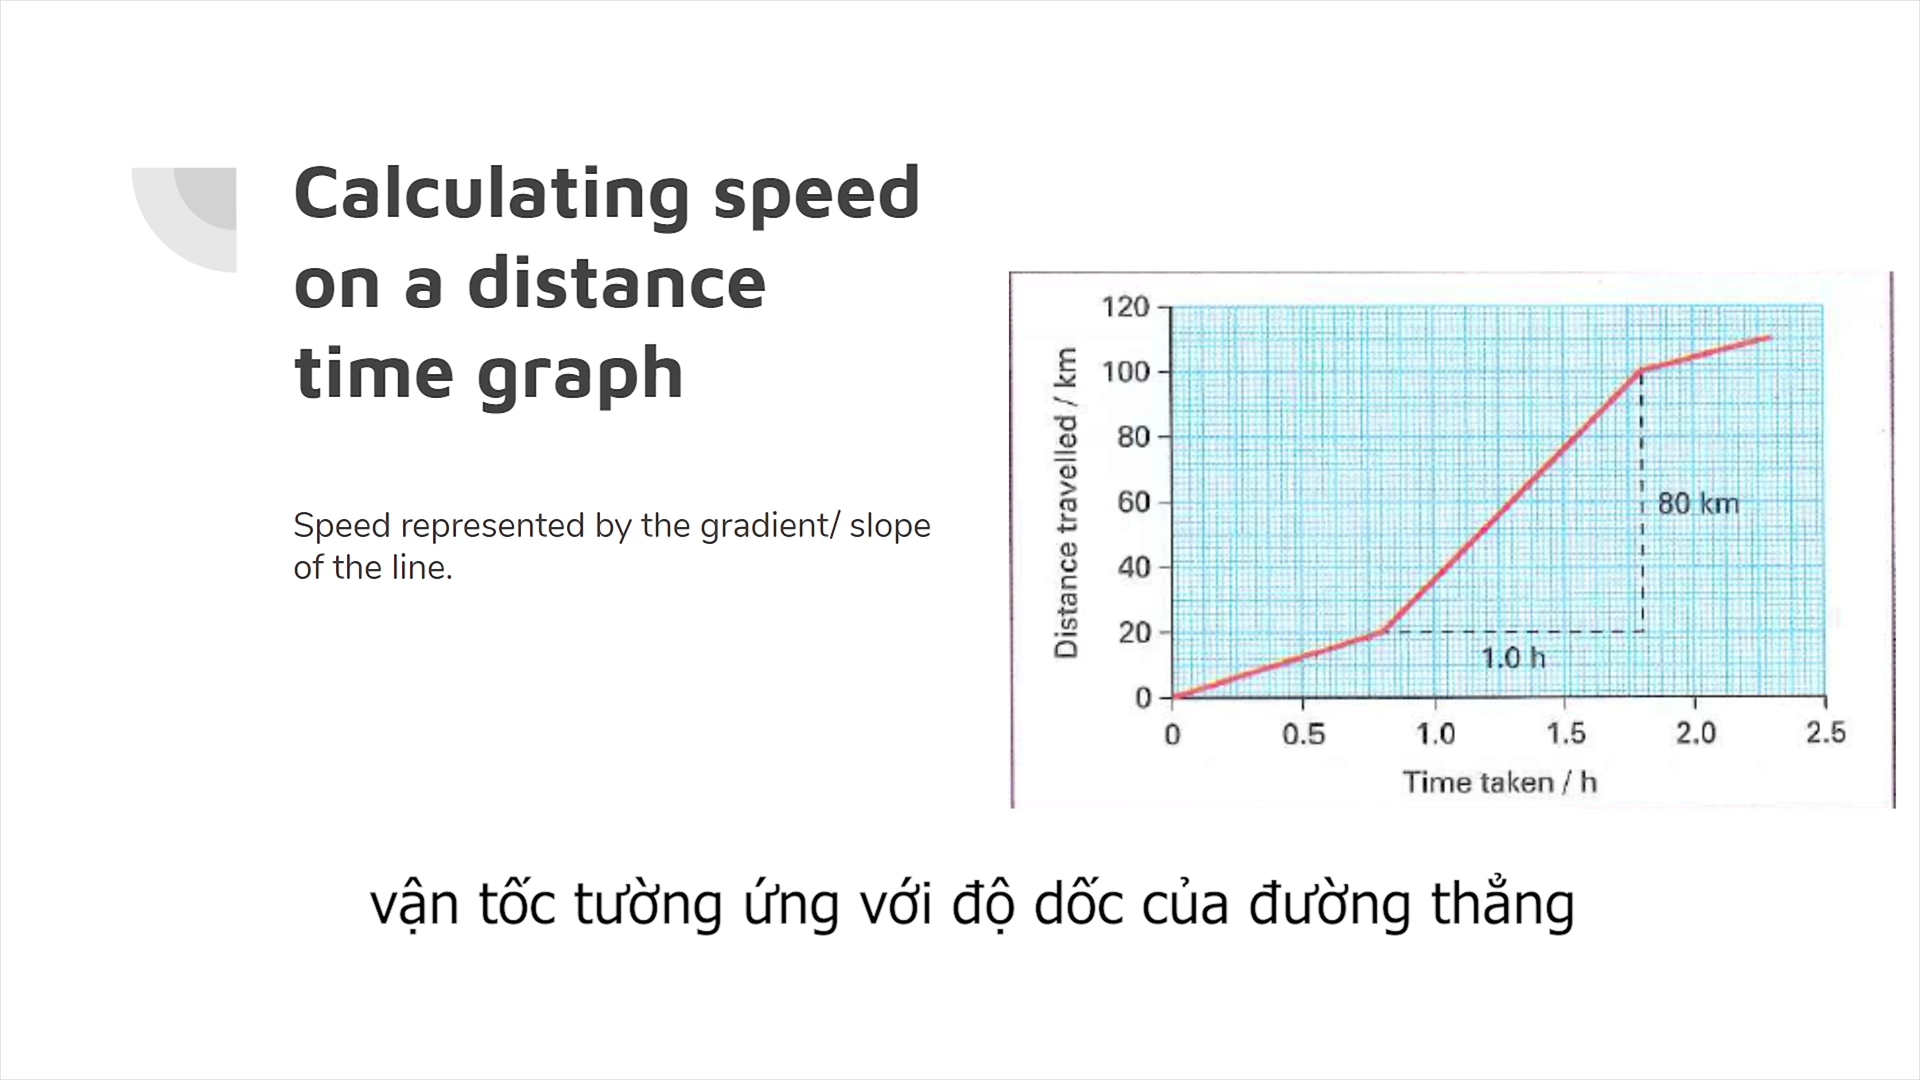 Calculating speed
on a distance
time graph
Speed represented by the gradient/ slope
of the line.
Distance travelled / km
120
100
80
60
40
20
0
80 km
1.0 h
0 0.5 1.0 1.5 2.0 2.5
Time taken / h
vận tốc tường ứng với độ dốc của đường thẳng